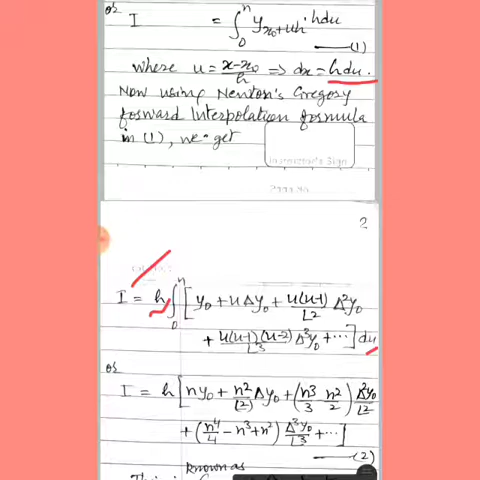 or I = ∫₀ⁿ y_{x₀+uh} · hdu —(1)
where u = (x-x₀)/h ⇒ dx = hdu.
Now using Newton's Gregory
forward Interpolation formula
in (1), we get
Instructor's Sign
2
I = h ∫₀ⁿ [ y₀ + uΔy₀ + u(u-1)/∟2 Δ²y₀
+ u(u-1)(u-2)/∟3 Δ³y₀ + ⋯ ] du
or
I = h [ ny₀ + n²/(2) Δy₀ + (n³/3 - n²/2) Δ²y₀/∟2
+ (n⁴/4 - n³ + n²) Δ³y₀/∟3 + ⋯ ]
—(2)
known as